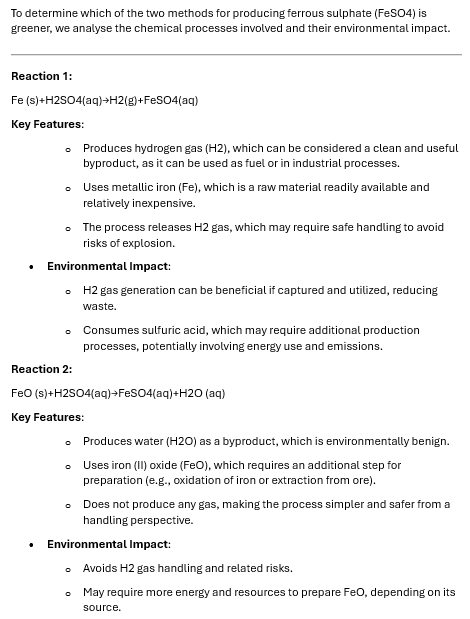 To determine which of the two methods for producing ferrous sulphate (FeSO4) is
greener, we analyse the chemical processes involved and their environmental impact.
Reaction 1:
Fe (s)+H2SO4(aq)→H2(g)+FeSO4(aq)
Key Features:
o Produces hydrogen gas (H2), which can be considered a clean and useful
byproduct, as it can be used as fuel or in industrial processes.
o Uses metallic iron (Fe), which is a raw material readily available and
relatively inexpensive.
o The process releases H2 gas, which may require safe handling to avoid
risks of explosion.
• Environmental Impact:
o H2 gas generation can be beneficial if captured and utilized, reducing
waste.
o Consumes sulfuric acid, which may require additional production
processes, potentially involving energy use and emissions.
Reaction 2:
FeO (s)+H2SO4(aq)→FeSO4(aq)+H2O (aq)
Key Features:
o Produces water (H2O) as a byproduct, which is environmentally benign.
o Uses iron (II) oxide (FeO), which requires an additional step for
preparation (e.g., oxidation of iron or extraction from ore).
o Does not produce any gas, making the process simpler and safer from a
handling perspective.
• Environmental Impact:
o Avoids H2 gas handling and related risks.
o May require more energy and resources to prepare FeO, depending on its
source.